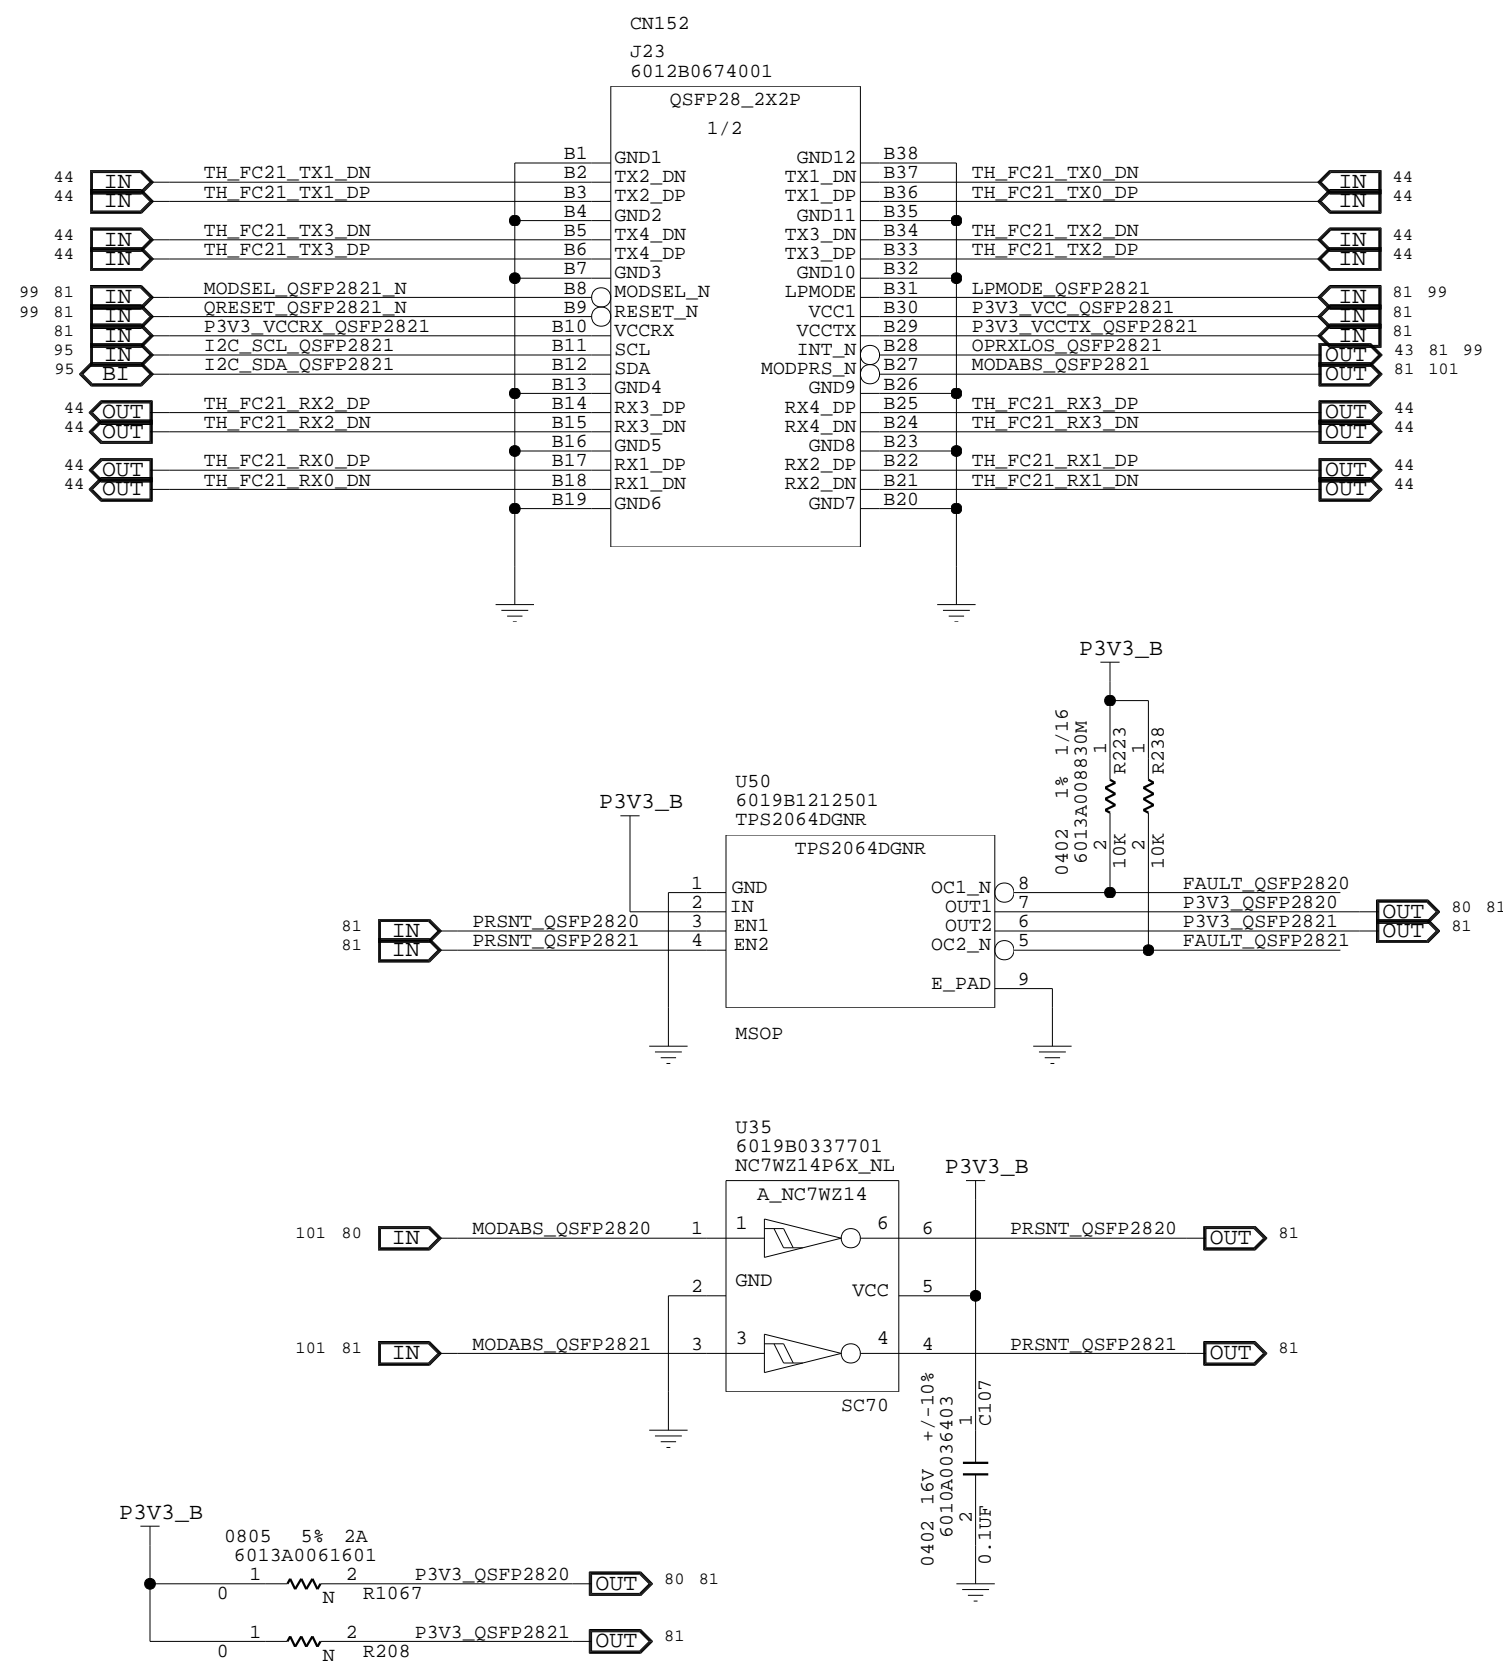 CN152
J23
6012B0674001
QSFP28_2X2P
1/2
B1 GND1 GND12 B38
44 IN TH_FC21_TX1_DN B2 TX2_DN TX1_DN B37 TH_FC21_TX0_DN IN 44
44 IN TH_FC21_TX1_DP B3 TX2_DP TX1_DP B36 TH_FC21_TX0_DP IN 44
B4 GND2 GND11 B35
44 IN TH_FC21_TX3_DN B5 TX4_DN TX3_DN B34 TH_FC21_TX2_DN IN 44
44 IN TH_FC21_TX3_DP B6 TX4_DP TX3_DP B33 TH_FC21_TX2_DP IN 44
B7 GND3 GND10 B32
99 81 IN MODSEL_QSFP2821_N B8 MODSEL_N LPMODE B31 LPMODE_QSFP2821 IN 81 99
99 81 IN QRESET_QSFP2821_N B9 RESET_N VCC1 B30 P3V3_VCC_QSFP2821 IN 81
81 IN P3V3_VCCRX_QSFP2821 B10 VCCRX VCCTX B29 P3V3_VCCTX_QSFP2821 IN 81
95 IN I2C_SCL_QSFP2821 B11 SCL INT_N B28 OPRXLOS_QSFP2821 OUT 43 81 99
95 BI I2C_SDA_QSFP2821 B12 SDA MODPRS_N B27 MODABS_QSFP2821 OUT 81 101
B13 GND4 GND9 B26
44 OUT TH_FC21_RX2_DP B14 RX3_DP RX4_DP B25 TH_FC21_RX3_DP OUT 44
44 OUT TH_FC21_RX2_DN B15 RX3_DN RX4_DN B24 TH_FC21_RX3_DN OUT 44
B16 GND5 GND8 B23
44 OUT TH_FC21_RX0_DP B17 RX1_DP RX2_DP B22 TH_FC21_RX1_DP OUT 44
44 OUT TH_FC21_RX0_DN B18 RX1_DN RX2_DN B21 TH_FC21_RX1_DN OUT 44
B19 GND6 GND7 B20
P3V3_B
0402 1% 1/16
6013A008830M
1 R223
2 10K
1 R238
2 10K
P3V3_B
U50
6019B1212501
TPS2064DGNR
TPS2064DGNR
1 GND OC1_N 8 FAULT_QSFP2820
2 IN OUT1 7 P3V3_QSFP2820 OUT 80 81
81 IN PRSNT_QSFP2820 3 EN1 OUT2 6 P3V3_QSFP2821 OUT 81
81 IN PRSNT_QSFP2821 4 EN2 OC2_N 5 FAULT_QSFP2821
E_PAD 9
MSOP
U35
6019B0337701
NC7WZ14P6X_NL
P3V3_B
A_NC7WZ14
101 80 IN MODABS_QSFP2820 1 1 6 6 PRSNT_QSFP2820 OUT 81
2 GND VCC 5
101 81 IN MODABS_QSFP2821 3 3 4 4 PRSNT_QSFP2821 OUT 81
SC70
0402 16V +/-10%
6010A0036403
1 C107
2 0.1UF
P3V3_B
0805 5% 2A
6013A0061601
1 2 P3V3_QSFP2820 OUT 80 81
0 N R1067
1 2 P3V3_QSFP2821 OUT 81
0 N R208